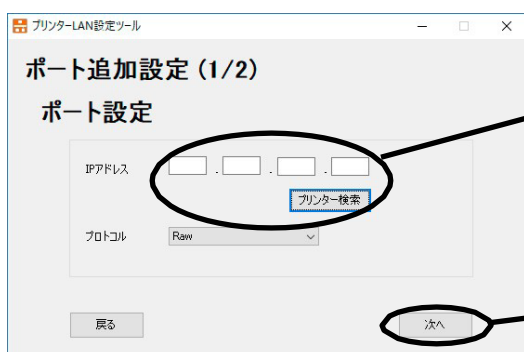 プリンターLAN設定ツール
ポート追加設定 (1/2)
ポート設定
IPアドレス . . .
プリンター検索
プロトコル Raw
戻る 次へ